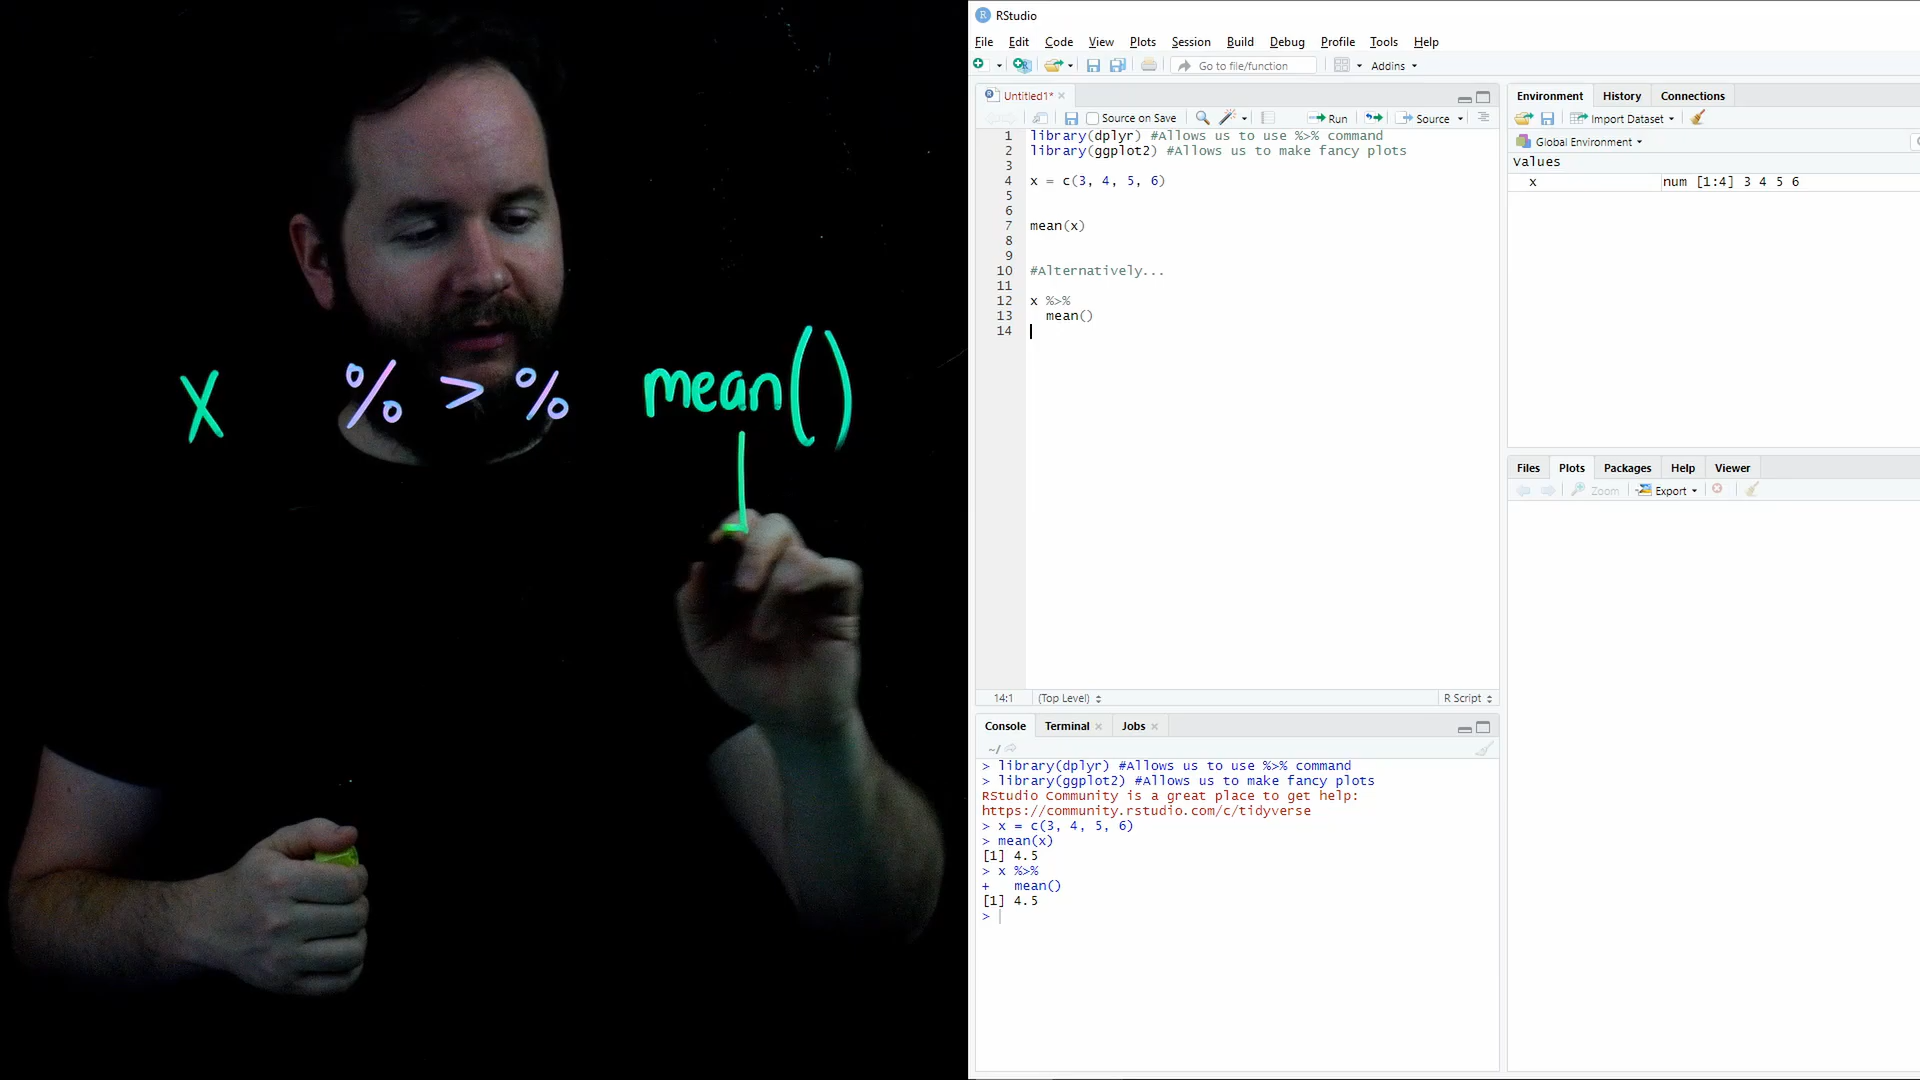 X % > % mean()
RStudio
File Edit Code View Plots Session Build Debug Profile Tools Help
Go to file/function Addins
Untitled1*
Source on Save Run Source
1 library(dplyr) #Allows us to use %>% command
2 library(ggplot2) #Allows us to make fancy plots
3
4 x = c(3, 4, 5, 6)
5
6
7 mean(x)
8
9
10 #Alternatively...
11
12 x %>%
13 mean()
14
14:1 (Top Level) R Script
Console Terminal Jobs
~/
> library(dplyr) #Allows us to use %>% command
> library(ggplot2) #Allows us to make fancy plots
RStudio Community is a great place to get help:
https://community.rstudio.com/c/tidyverse
> x = c(3, 4, 5, 6)
> mean(x)
[1] 4.5
> x %>%
+ mean()
[1] 4.5
>
Environment History Connections
Import Dataset
Global Environment
Values
x num [1:4] 3 4 5 6
Files Plots Packages Help Viewer
Zoom Export